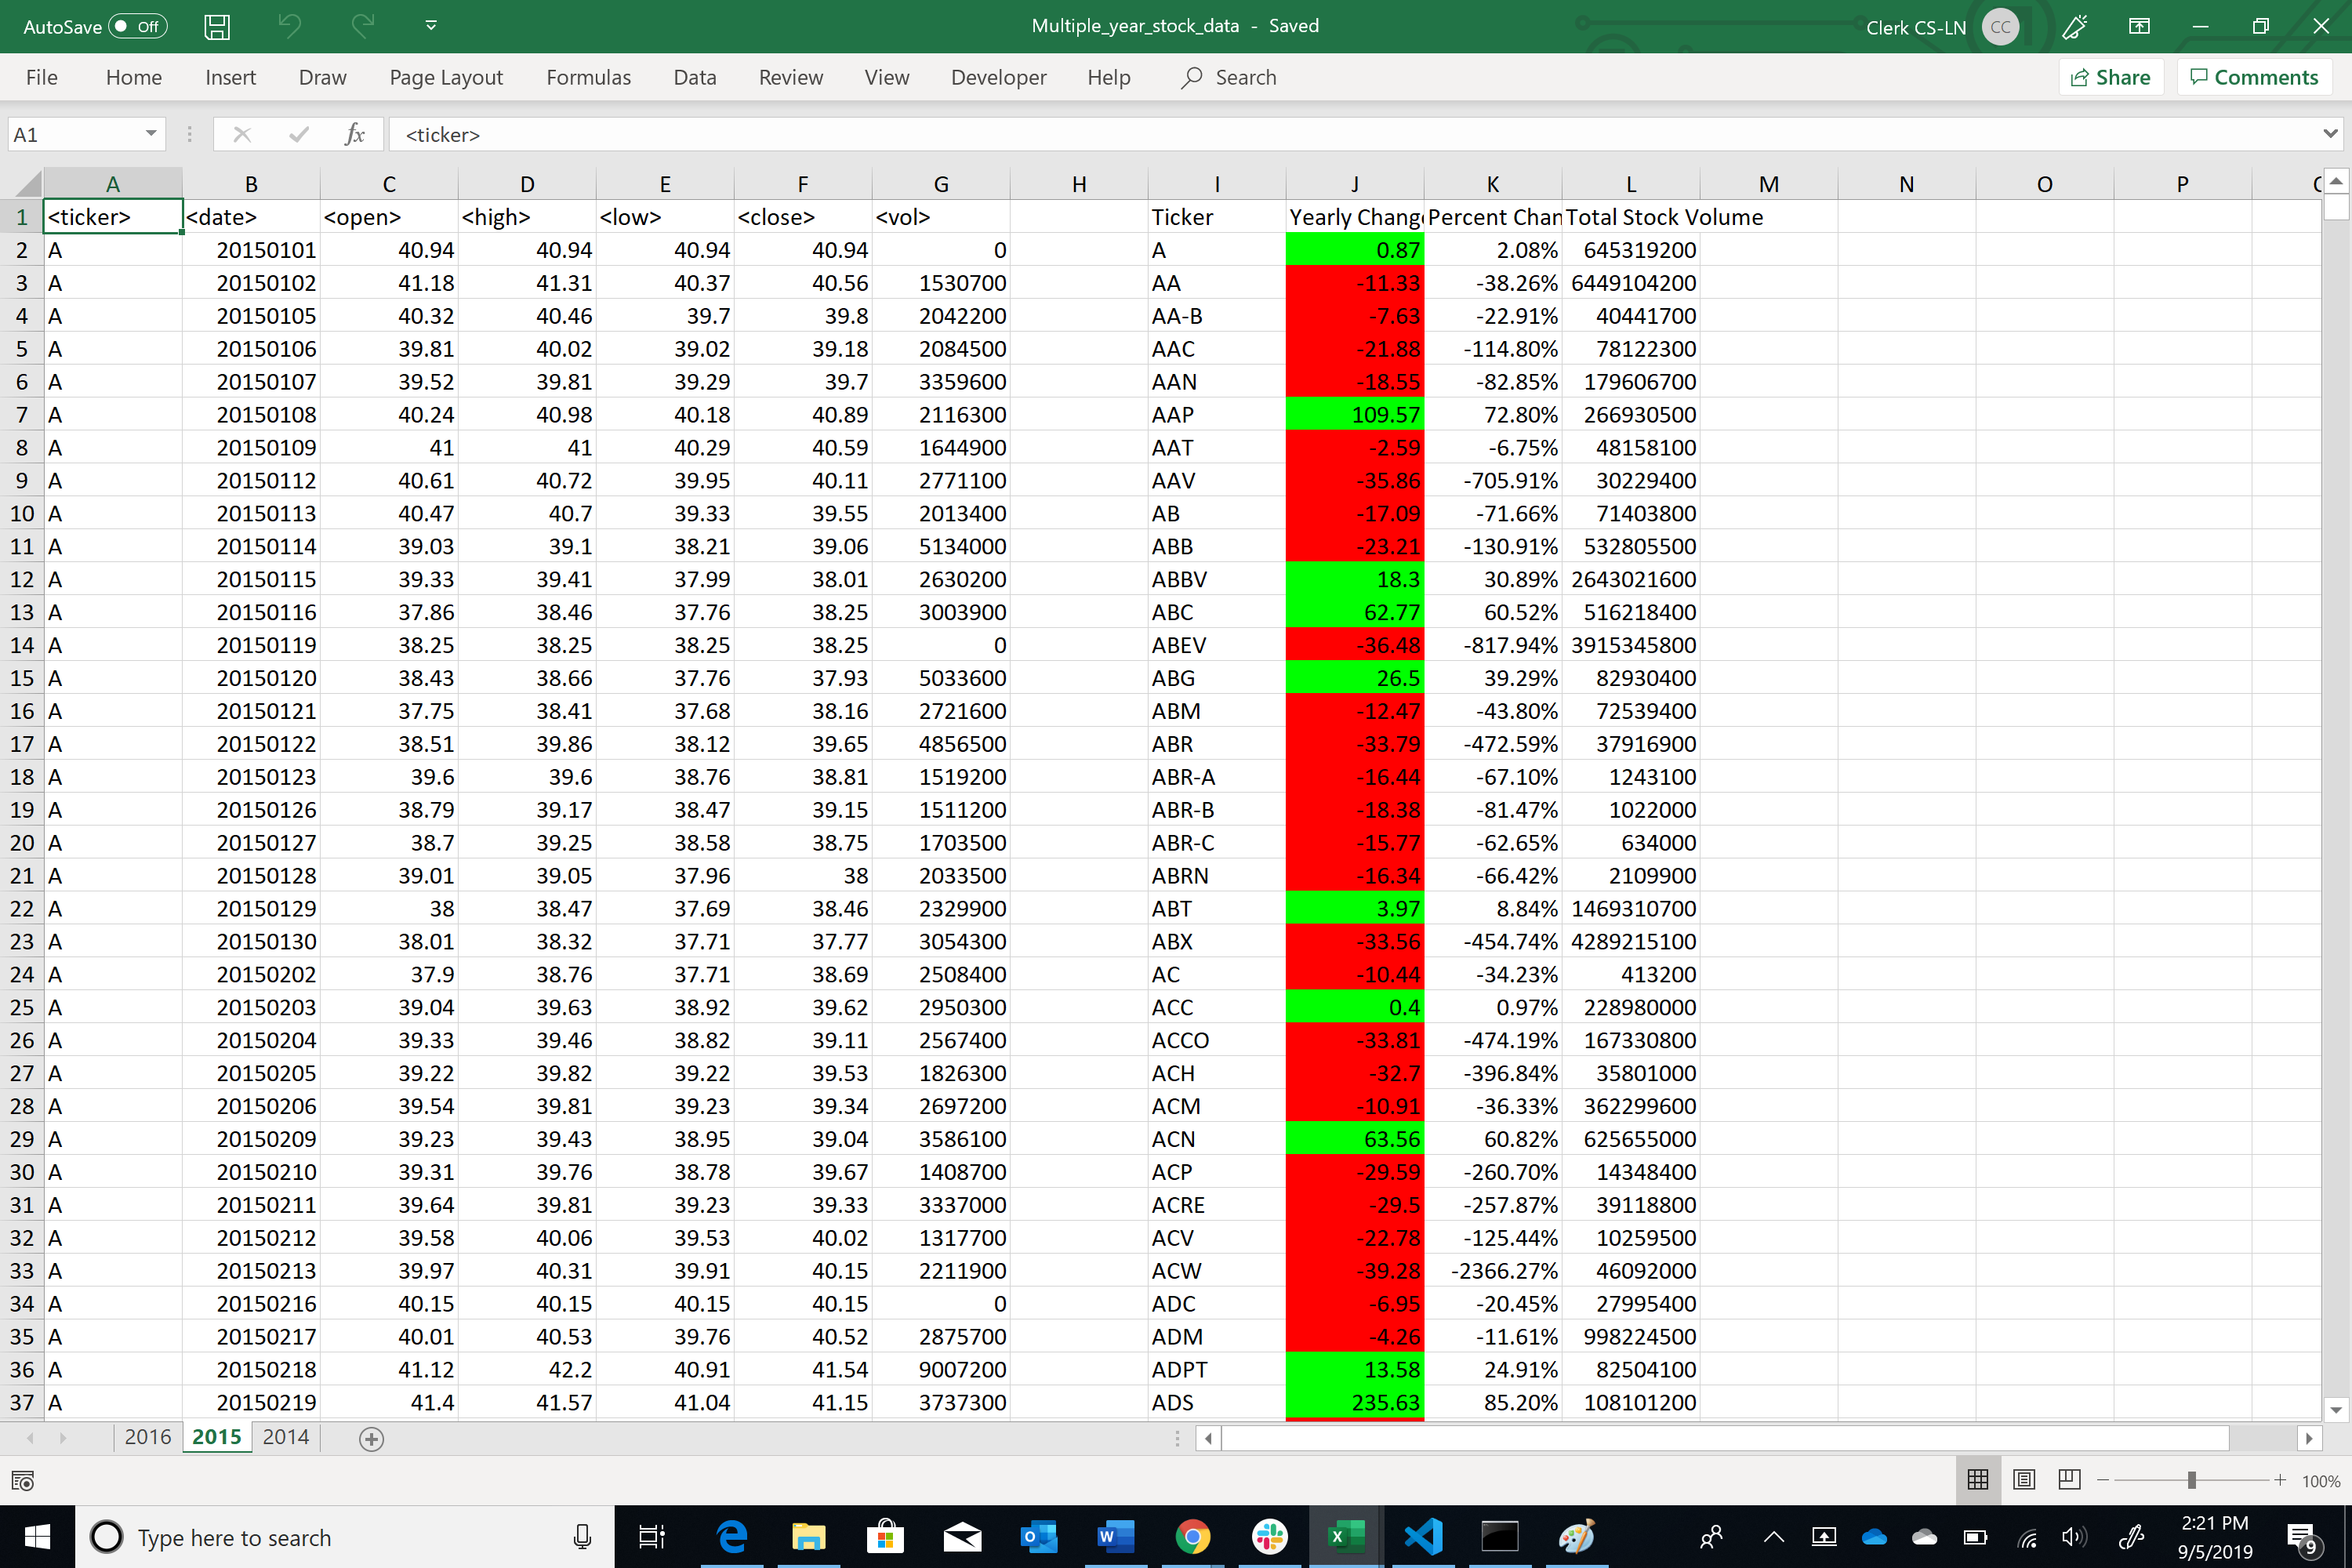 AutoSave Off Multiple_year_stock_data - Saved Clerk CS-LN CC
File Home Insert Draw Page Layout Formulas Data Review View Developer Help Search Share Comments
A1 fx <ticker>
A B C D E F G H I J K L M N O P
1 <ticker> <date> <open> <high> <low> <close> <vol> Ticker Yearly Change Percent Chan Total Stock Volume
2 A 20150101 40.94 40.94 40.94 40.94 0 A 0.87 2.08% 645319200
3 A 20150102 41.18 41.31 40.37 40.56 1530700 AA -11.33 -38.26% 6449104200
4 A 20150105 40.32 40.46 39.7 39.8 2042200 AA-B -7.63 -22.91% 40441700
5 A 20150106 39.81 40.02 39.02 39.18 2084500 AAC -21.88 -114.80% 78122300
6 A 20150107 39.52 39.81 39.29 39.7 3359600 AAN -18.55 -82.85% 179606700
7 A 20150108 40.24 40.98 40.18 40.89 2116300 AAP 109.57 72.80% 266930500
8 A 20150109 41 41 40.29 40.59 1644900 AAT -2.59 -6.75% 48158100
9 A 20150112 40.61 40.72 39.95 40.11 2771100 AAV -35.86 -705.91% 30229400
10 A 20150113 40.47 40.7 39.33 39.55 2013400 AB -17.09 -71.66% 71403800
11 A 20150114 39.03 39.1 38.21 39.06 5134000 ABB -23.21 -130.91% 532805500
12 A 20150115 39.33 39.41 37.99 38.01 2630200 ABBV 18.3 30.89% 2643021600
13 A 20150116 37.86 38.46 37.76 38.25 3003900 ABC 62.77 60.52% 516218400
14 A 20150119 38.25 38.25 38.25 38.25 0 ABEV -36.48 -817.94% 3915345800
15 A 20150120 38.43 38.66 37.76 37.93 5033600 ABG 26.5 39.29% 82930400
16 A 20150121 37.75 38.41 37.68 38.16 2721600 ABM -12.47 -43.80% 72539400
17 A 20150122 38.51 39.86 38.12 39.65 4856500 ABR -33.79 -472.59% 37916900
18 A 20150123 39.6 39.6 38.76 38.81 1519200 ABR-A -16.44 -67.10% 1243100
19 A 20150126 38.79 39.17 38.47 39.15 1511200 ABR-B -18.38 -81.47% 1022000
20 A 20150127 38.7 39.25 38.58 38.75 1703500 ABR-C -15.77 -62.65% 634000
21 A 20150128 39.01 39.05 37.96 38 2033500 ABRN -16.34 -66.42% 2109900
22 A 20150129 38 38.47 37.69 38.46 2329900 ABT 3.97 8.84% 1469310700
23 A 20150130 38.01 38.32 37.71 37.77 3054300 ABX -33.56 -454.74% 4289215100
24 A 20150202 37.9 38.76 37.71 38.69 2508400 AC -10.44 -34.23% 413200
25 A 20150203 39.04 39.63 38.92 39.62 2950300 ACC 0.4 0.97% 228980000
26 A 20150204 39.33 39.46 38.82 39.11 2567400 ACCO -33.81 -474.19% 167330800
27 A 20150205 39.22 39.82 39.22 39.53 1826300 ACH -32.7 -396.84% 35801000
28 A 20150206 39.54 39.81 39.23 39.34 2697200 ACM -10.91 -36.33% 362299600
29 A 20150209 39.23 39.43 38.95 39.04 3586100 ACN 63.56 60.82% 625655000
30 A 20150210 39.31 39.76 38.78 39.67 1408700 ACP -29.59 -260.70% 14348400
31 A 20150211 39.64 39.81 39.23 39.33 3337000 ACRE -29.5 -257.87% 39118800
32 A 20150212 39.58 40.06 39.53 40.02 1317700 ACV -22.78 -125.44% 10259500
33 A 20150213 39.97 40.31 39.91 40.15 2211900 ACW -39.28 -2366.27% 46092000
34 A 20150216 40.15 40.15 40.15 40.15 0 ADC -6.95 -20.45% 27995400
35 A 20150217 40.01 40.53 39.76 40.52 2875700 ADM -4.26 -11.61% 998224500
36 A 20150218 41.12 42.2 40.91 41.54 9007200 ADPT 13.58 24.91% 82504100
37 A 20150219 41.4 41.57 41.04 41.15 3737300 ADS 235.63 85.20% 108101200
2016 2015 2014
100%
Type here to search
2:21 PM
9/5/2019
9